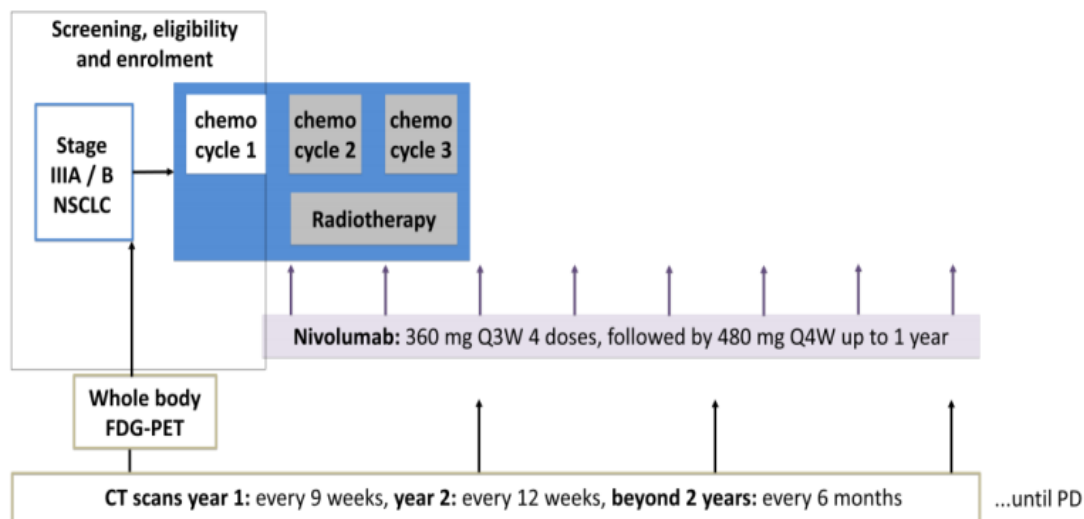 Screening, eligibility
and enrolment
Stage
IIIA / B
NSCLC
chemo
cycle 1
chemo
cycle 2
chemo
cycle 3
Radiotherapy
Nivolumab: 360 mg Q3W 4 doses, followed by 480 mg Q4W up to 1 year
Whole body
FDG-PET
CT scans year 1: every 9 weeks, year 2: every 12 weeks, beyond 2 years: every 6 months
...until PD